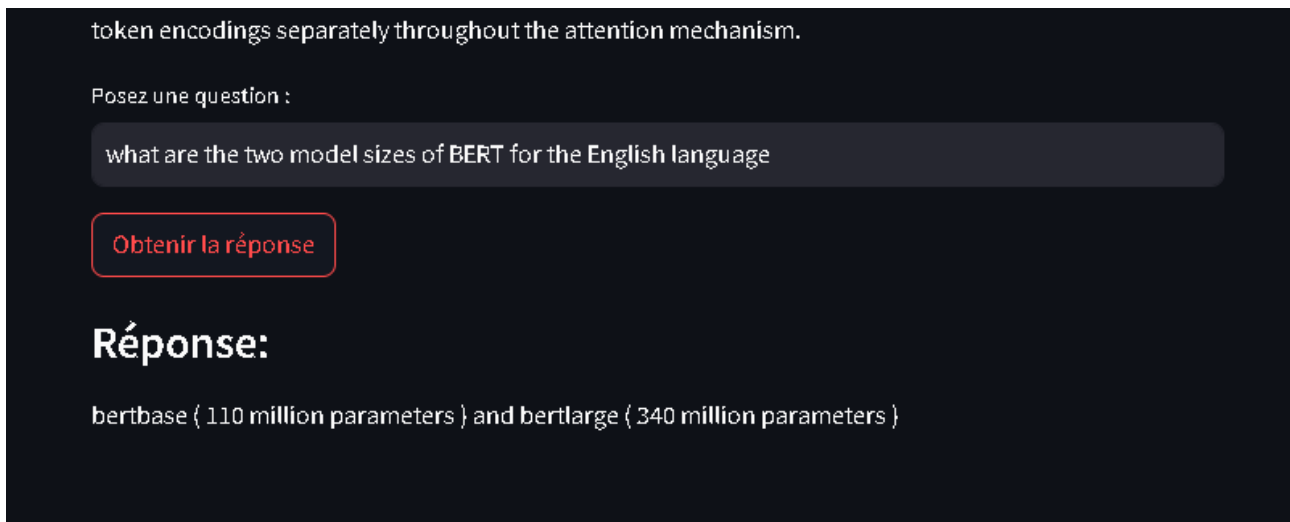 token encodings separately throughout the attention mechanism.
Posez une question :
what are the two model sizes of BERT for the English language
Obtenir la réponse
Réponse:
bertbase ( 110 million parameters ) and bertlarge ( 340 million parameters )